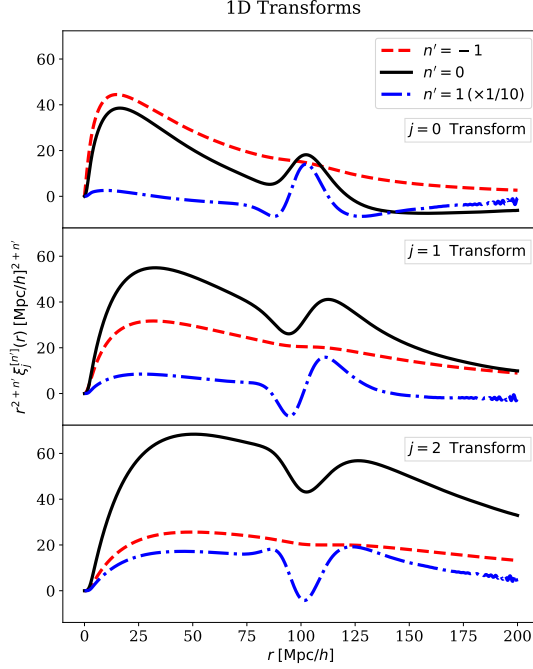 1D Transforms
n′ = −1
n′ = 0
n′ = 1 (×1/10)
j = 0 Transform
60
40
20
0
j = 1 Transform
60
40
20
0
r^{2+n′} ξ_j^{[n′]}(r) [Mpc/h]^{2+n′}
j = 2 Transform
60
40
20
0
0 25 50 75 100 125 150 175 200
r [Mpc/h]